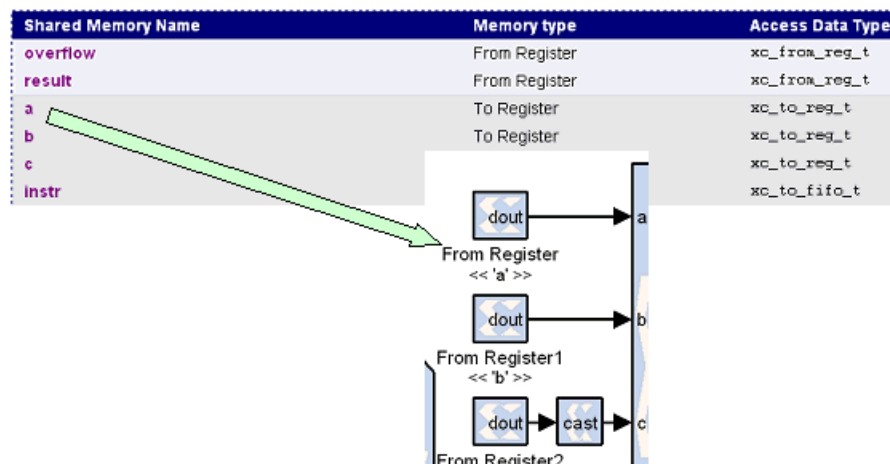 Shared Memory Name Memory type Access Data Type
overflow From Register xc_from_reg_t
result From Register xc_from_reg_t
a To Register xc_to_reg_t
b To Register xc_to_reg_t
c xc_to_reg_t
instr xc_to_fifo_t
dout a
From Register
<< 'a' >>
dout b
From Register1
<< 'b' >>
dout cast c
From Register2